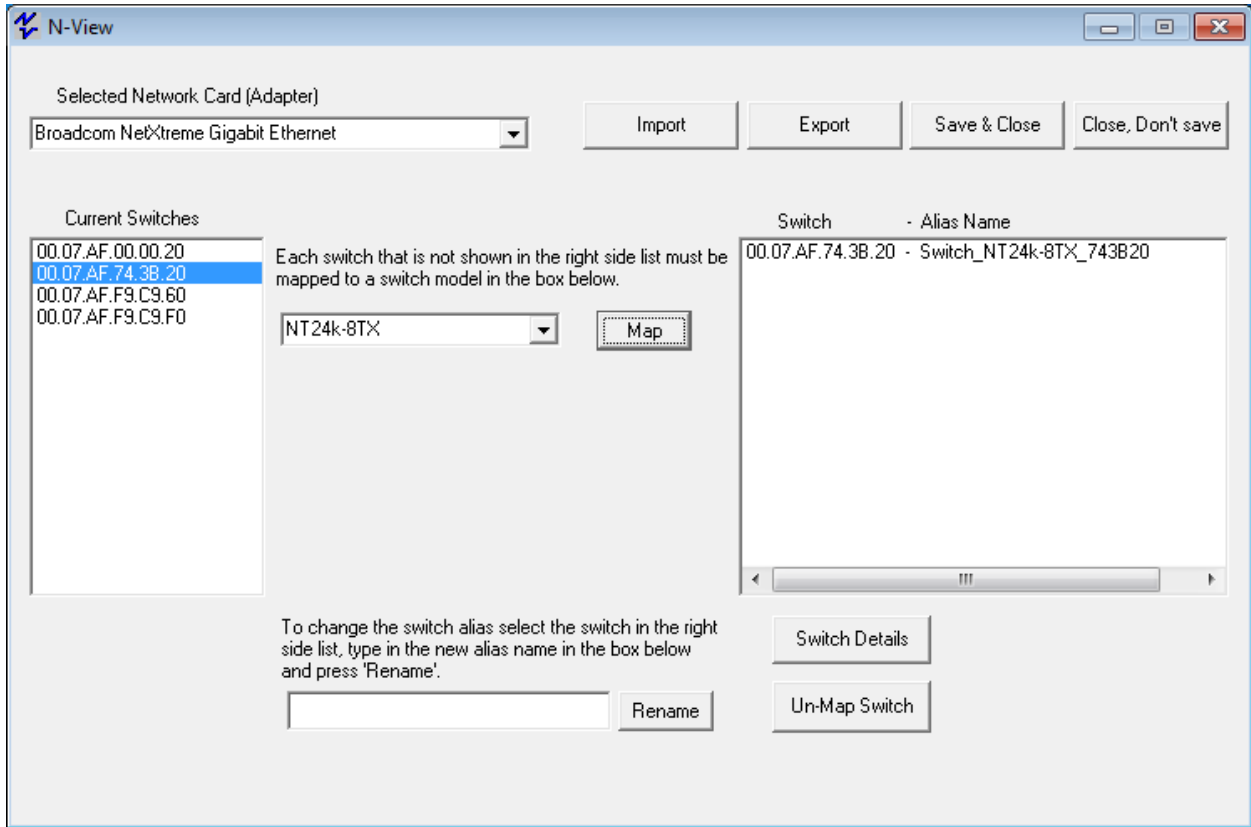 N-View
Selected Network Card (Adapter)
Broadcom NetXtreme Gigabit Ethernet
Import
Export
Save & Close
Close, Don't save
Current Switches
00.07.AF.00.00.20
00.07.AF.74.3B.20
00.07.AF.F9.C9.60
00.07.AF.F9.C9.F0
Each switch that is not shown in the right side list must be
mapped to a switch model in the box below.
NT24k-8TX
Map
Switch - Alias Name
00.07.AF.74.3B.20 - Switch_NT24k-8TX_743B20
To change the switch alias select the switch in the right
side list, type in the new alias name in the box below
and press 'Rename'.
Rename
Switch Details
Un-Map Switch